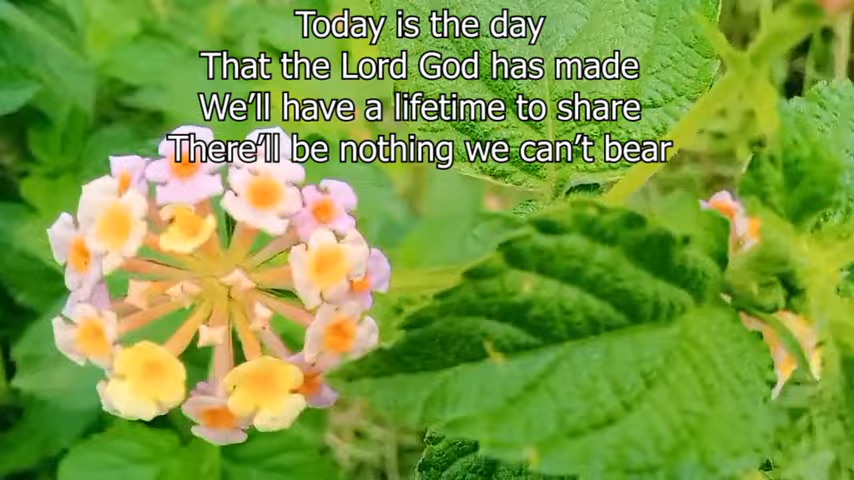 Today is the day
That the Lord God has made
We'll have a lifetime to share
There'll be nothing we can't bear